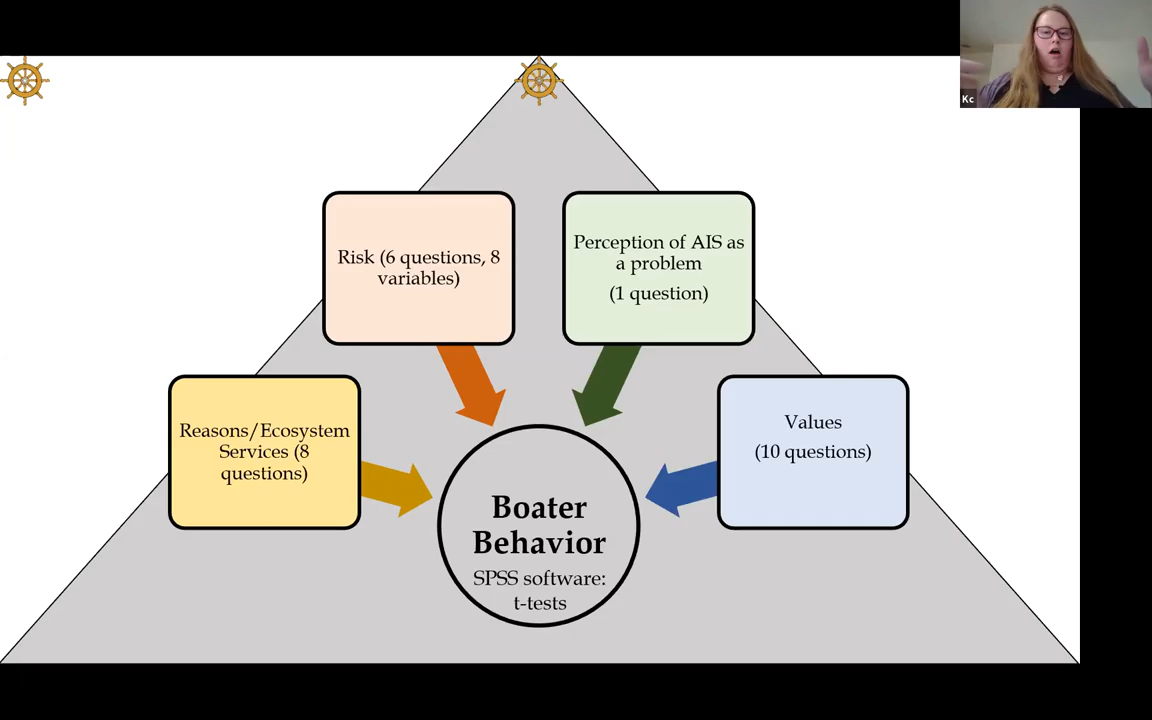 Kc
Risk (6 questions, 8
variables)
Perception of AIS as
a problem
(1 question)
Reasons/Ecosystem
Services (8
questions)
Values
(10 questions)
Boater
Behavior
SPSS software:
t-tests